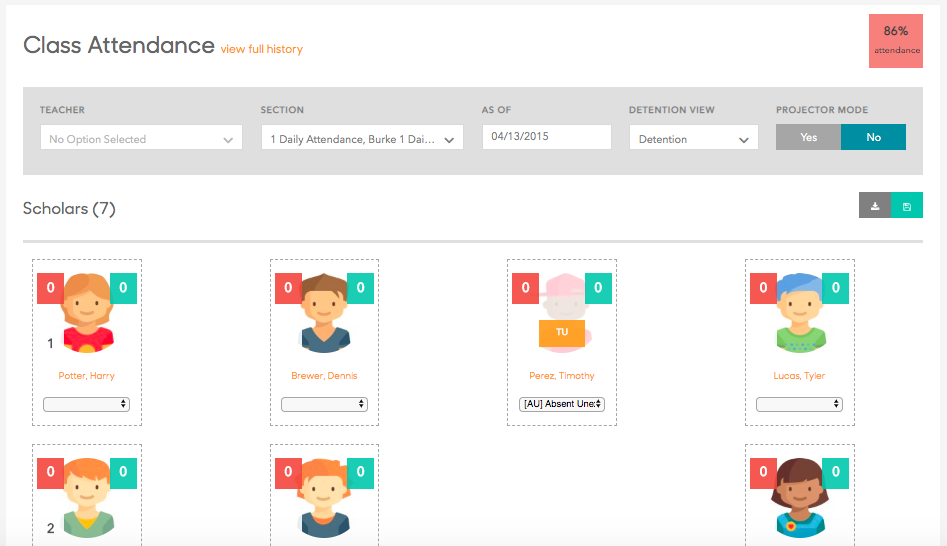 Class Attendance view full history
86%
attendance
TEACHER SECTION AS OF DETENTION VIEW PROJECTOR MODE
No Option Selected 1 Daily Attendance, Burke 1 Dai... 04/13/2015 Detention Yes No
Scholars (7)
0 0 0 0 0 0 0 0
TU
1
Potter, Harry Brewer, Dennis Perez, Timothy Lucas, Tyler
[AU] Absent Une
0 0 0 0 0 0
2